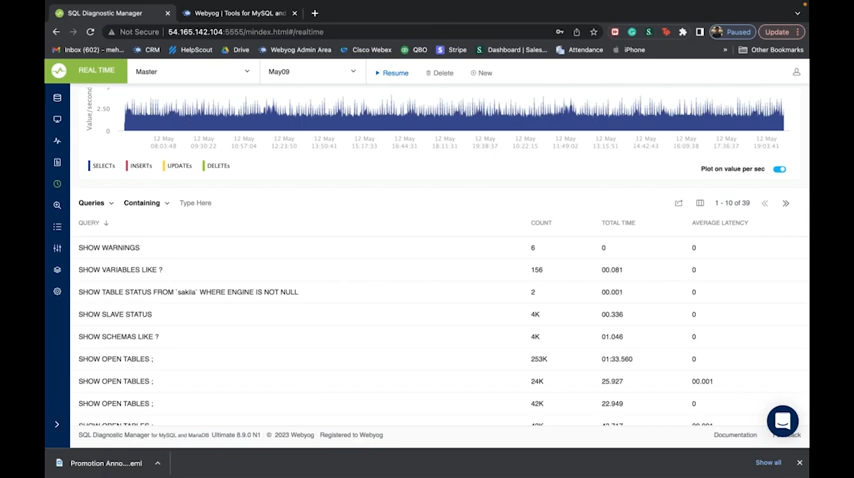 SQL Diagnostic Manager
Webyog | Tools for MySQL and
Not Secure 54.165.142.104:5555/mindex.html#/realtime
Paused
Update
Inbox (602) - meh...
CRM
HelpScout
Drive
Webyog Admin Area
Cisco Webex
QBO
Stripe
Dashboard | Sales...
Attendance
iPhone
»
Other Bookmarks
REAL TIME
Master
May09
Resume
Delete
New
Value/second
2.50
0
12 May 12 May 12 May 12 May 12 May 12 May 12 May 12 May 12 May 12 May 12 May 12 May 12 May
08:03:48 09:30:22 10:57:04 12:23:50 13:50:41 15:17:33 16:44:31 18:11:31 19:38:37 10:22:15 11:49:02 13:15:51 14:42:43 16:09:38 17:36:37 19:03:41
SELECTs INSERTs UPDATEs DELETEs
Plot on value per sec
Queries
Containing
Type Here
1 - 10 of 39
QUERY COUNT TOTAL TIME AVERAGE LATENCY
SHOW WARNINGS 6 0 0
SHOW VARIABLES LIKE ? 156 00.081 0
SHOW TABLE STATUS FROM `sakila` WHERE ENGINE IS NOT NULL 2 00.001 0
SHOW SLAVE STATUS 4K 00.336 0
SHOW SCHEMAS LIKE ? 4K 01.046 0
SHOW OPEN TABLES ; 253K 01:33.560 0
SHOW OPEN TABLES ; 24K 25.927 00.001
SHOW OPEN TABLES ; 42K 22.949 0
SQL Diagnostic Manager for MySQL and MariaDB Ultimate 8.9.0 N1 © 2023 Webyog Registered to Webyog
Documentation
Promotion Anno....eml
Show all